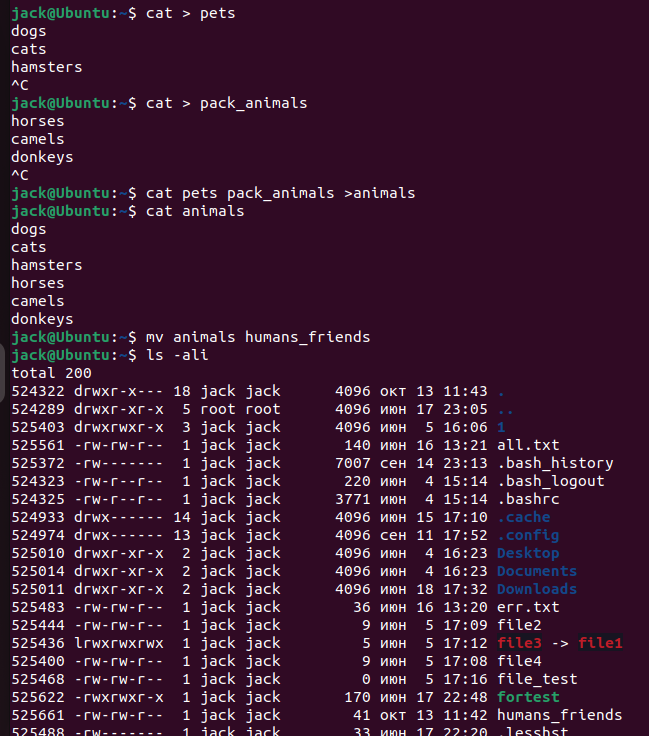 jack@Ubuntu:~$ cat > pets
dogs
cats
hamsters
^C
jack@Ubuntu:~$ cat > pack_animals
horses
camels
donkeys
^C
jack@Ubuntu:~$ cat pets pack_animals >animals
jack@Ubuntu:~$ cat animals
dogs
cats
hamsters
horses
camels
donkeys
jack@Ubuntu:~$ mv animals humans_friends
jack@Ubuntu:~$ ls -ali
total 200
524322 drwxr-x--- 18 jack jack 4096 окт 13 11:43 .
524289 drwxr-xr-x 5 root root 4096 июн 17 23:05 ..
525403 drwxrwxr-x 3 jack jack 4096 июн 5 16:06 1
525561 -rw-rw-r-- 1 jack jack 140 июн 16 13:21 all.txt
525372 -rw------- 1 jack jack 7007 сен 14 23:13 .bash_history
524323 -rw-r--r-- 1 jack jack 220 июн 4 15:14 .bash_logout
524325 -rw-r--r-- 1 jack jack 3771 июн 4 15:14 .bashrc
524933 drwx------ 14 jack jack 4096 июн 15 17:10 .cache
524974 drwx------ 13 jack jack 4096 сен 11 17:52 .config
525010 drwxr-xr-x 2 jack jack 4096 июн 4 16:23 Desktop
525014 drwxr-xr-x 2 jack jack 4096 июн 4 16:23 Documents
525011 drwxr-xr-x 2 jack jack 4096 июн 18 17:32 Downloads
525483 -rw-rw-r-- 1 jack jack 36 июн 16 13:20 err.txt
525444 -rw-rw-r-- 1 jack jack 9 июн 5 17:09 file2
525436 lrwxrwxrwx 1 jack jack 5 июн 5 17:12 file3 -> file1
525400 -rw-rw-r-- 1 jack jack 9 июн 5 17:08 file4
525468 -rw-rw-r-- 1 jack jack 0 июн 5 17:16 file_test
525622 -rwxrwxr-x 1 jack jack 170 июн 17 22:48 fortest
525661 -rw-rw-r-- 1 jack jack 41 окт 13 11:42 humans_friends
525488 -rw------- 1 jack jack 33 июн 17 22:20 .lesshst